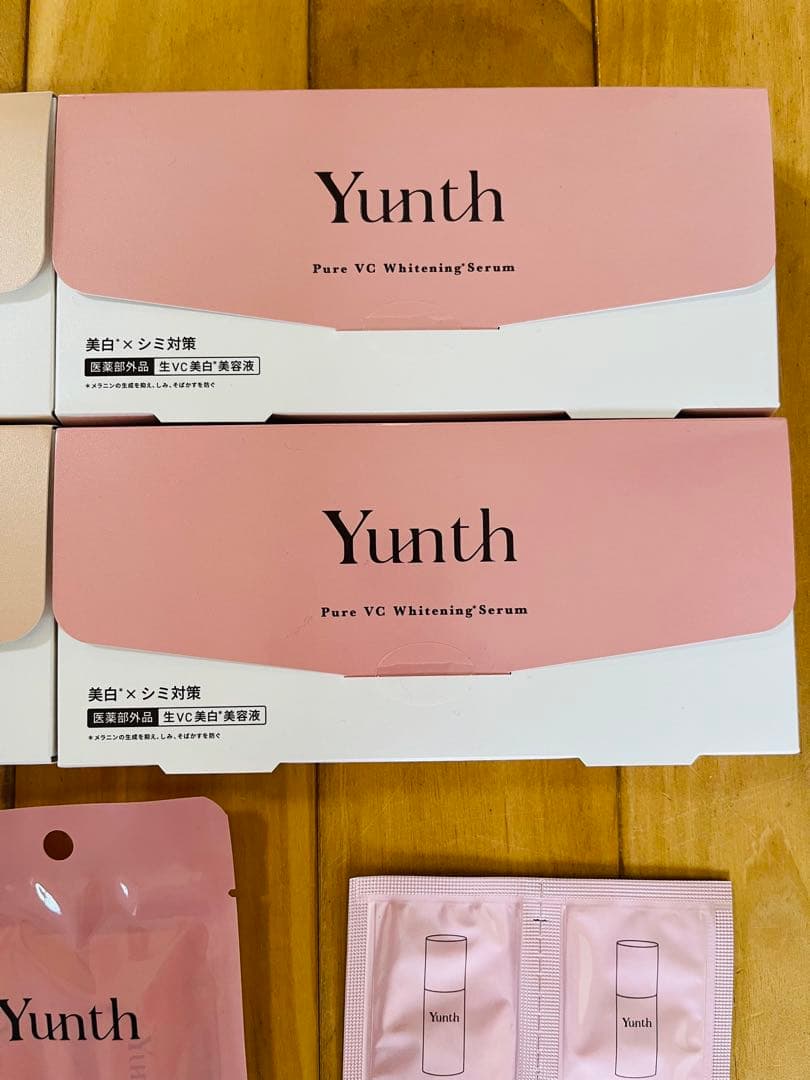 Yunth
Pure VC Whitening*Serum
美白*×シミ対策
医薬部外品 生VC美白*美容液
*メラニンの生成を抑え、しみ、そばかすを防ぐ
Yunth
Pure VC Whitening*Serum
美白*×シミ対策
医薬部外品 生VC美白*美容液
*メラニンの生成を抑え、しみ、そばかすを防ぐ
Yunth
Yunth
Yunth